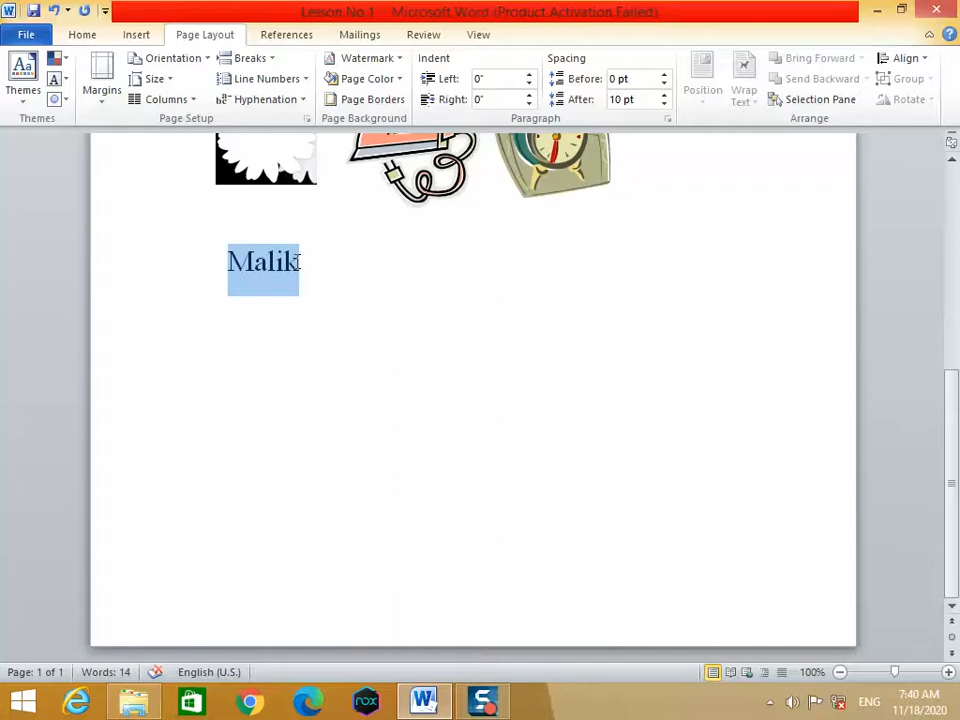 Lesson No 1 - Microsoft Word (Product Activation Failed)
File Home Insert Page Layout References Mailings Review View
Themes
Themes
Margins
Orientation
Size
Columns
Breaks
Line Numbers
Hyphenation
Page Setup
Watermark
Page Color
Page Borders
Page Background
Indent
Left: 0"
Right: 0"
Spacing
Before: 0 pt
After: 10 pt
Paragraph
Position
Wrap
Text
Bring Forward
Send Backward
Selection Pane
Align
Group
Rotate
Arrange
Malik
Page: 1 of 1 Words: 14 English (U.S.) 100%
nox ENG 7:40 AM
11/18/2020